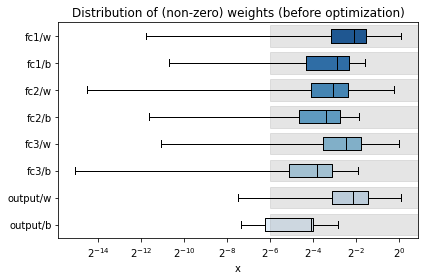 Distribution of (non-zero) weights (before optimization)
fc1/w
fc1/b
fc2/w
fc2/b
fc3/w
fc3/b
output/w
output/b
2^−14 2^−12 2^−10 2^−8 2^−6 2^−4 2^−2 2^0
x